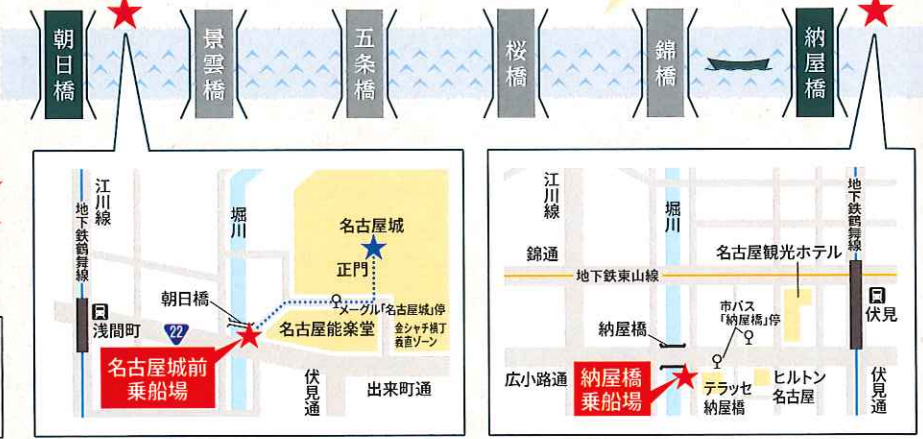 朝日橋
景雲橋
五条橋
桜橋
錦橋
納屋橋
江川線
地下鉄鶴舞線
堀川
名古屋城
正門
朝日橋
メーグル「名古屋城」停
浅間町
22
名古屋能楽堂
金シャチ横丁
義直ゾーン
名古屋城前
乗船場
伏見通
出来町通
江川線
堀川
地下鉄鶴舞線
錦通
名古屋観光ホテル
地下鉄東山線
市バス
「納屋橋」停
伏見
納屋橋
広小路通
納屋橋
乗船場
テラッセ
納屋橋
ヒルトン
名古屋
伏見通